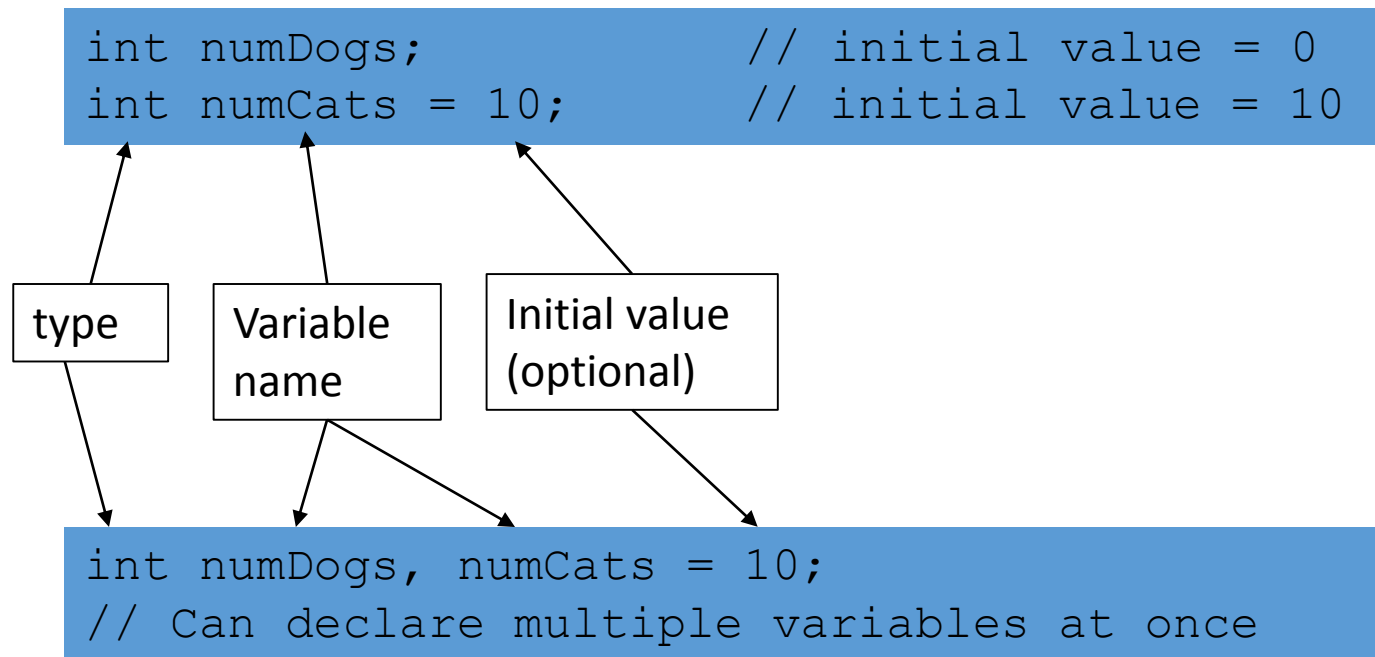 int numDogs; // initial value = 0
int numCats = 10; // initial value = 10
type
Variable
name
Initial value
(optional)
int numDogs, numCats = 10;
// Can declare multiple variables at once